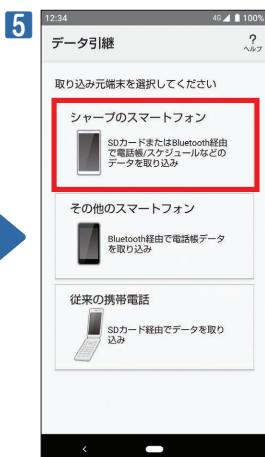 5
12:34
4G 100%
データ引継
?
ヘルプ
取り込み元端末を選択してください
シャープのスマートフォン
SDカードまたはBluetooth経由
で電話帳/スケジュールなどの
データを取り込み
その他のスマートフォン
Bluetooth経由で電話帳データ
を取り込み
従来の携帯電話
SDカード経由でデータを取り
込み